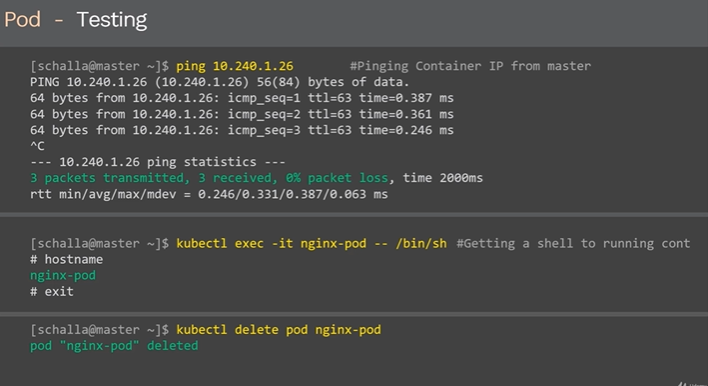 Pod - Testing
[schalla@master ~]$ ping 10.240.1.26 #Pinging Container IP from master
PING 10.240.1.26 (10.240.1.26) 56(84) bytes of data.
64 bytes from 10.240.1.26: icmp_seq=1 ttl=63 time=0.387 ms
64 bytes from 10.240.1.26: icmp_seq=2 ttl=63 time=0.361 ms
64 bytes from 10.240.1.26: icmp_seq=3 ttl=63 time=0.246 ms
^C
--- 10.240.1.26 ping statistics ---
3 packets transmitted, 3 received, 0% packet loss, time 2000ms
rtt min/avg/max/mdev = 0.246/0.331/0.387/0.063 ms
[schalla@master ~]$ kubectl exec -it nginx-pod -- /bin/sh #Getting a shell to running cont
# hostname
nginx-pod
# exit
[schalla@master ~]$ kubectl delete pod nginx-pod
pod "nginx-pod" deleted